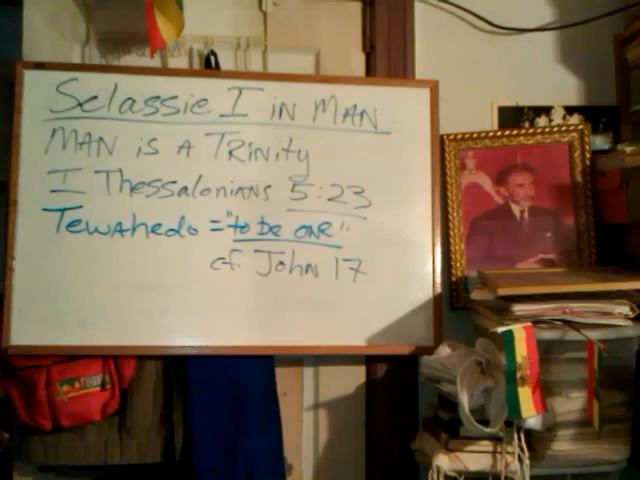 Selassie I in MAN
MAN is A TRiNity
I Thessalonians 5:23
TewAhedo = "to be one"
cf. John 17